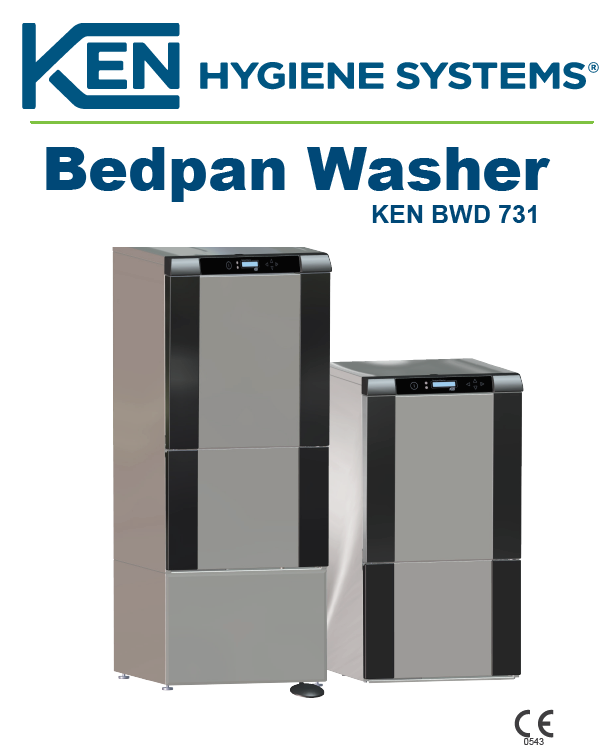 KEN HYGIENE SYSTEMS®
Bedpan Washer
KEN BWD 731
CE
0543